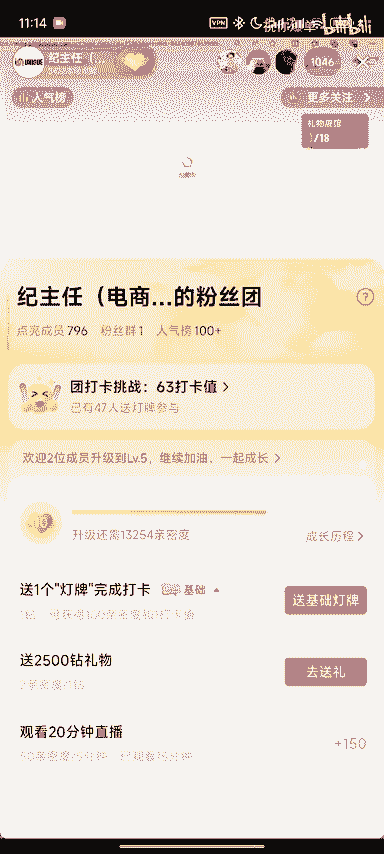 11:14
VPN
bilibili
纪主任（
1046
人气榜
更多关注
礼物展馆
/18
纪主任（电商...的粉丝团
点亮成员 796 粉丝群 1 人气榜 100+
团打卡挑战：63打卡值
已有47人送灯牌参与
欢迎2位成员升级到Lv.5，继续加油、一起成长
升级还需13254亲密度
成长历程
送1个"灯牌"完成打卡 基础
送基础灯牌
送2500钻礼物
去送礼
观看20分钟直播
+150